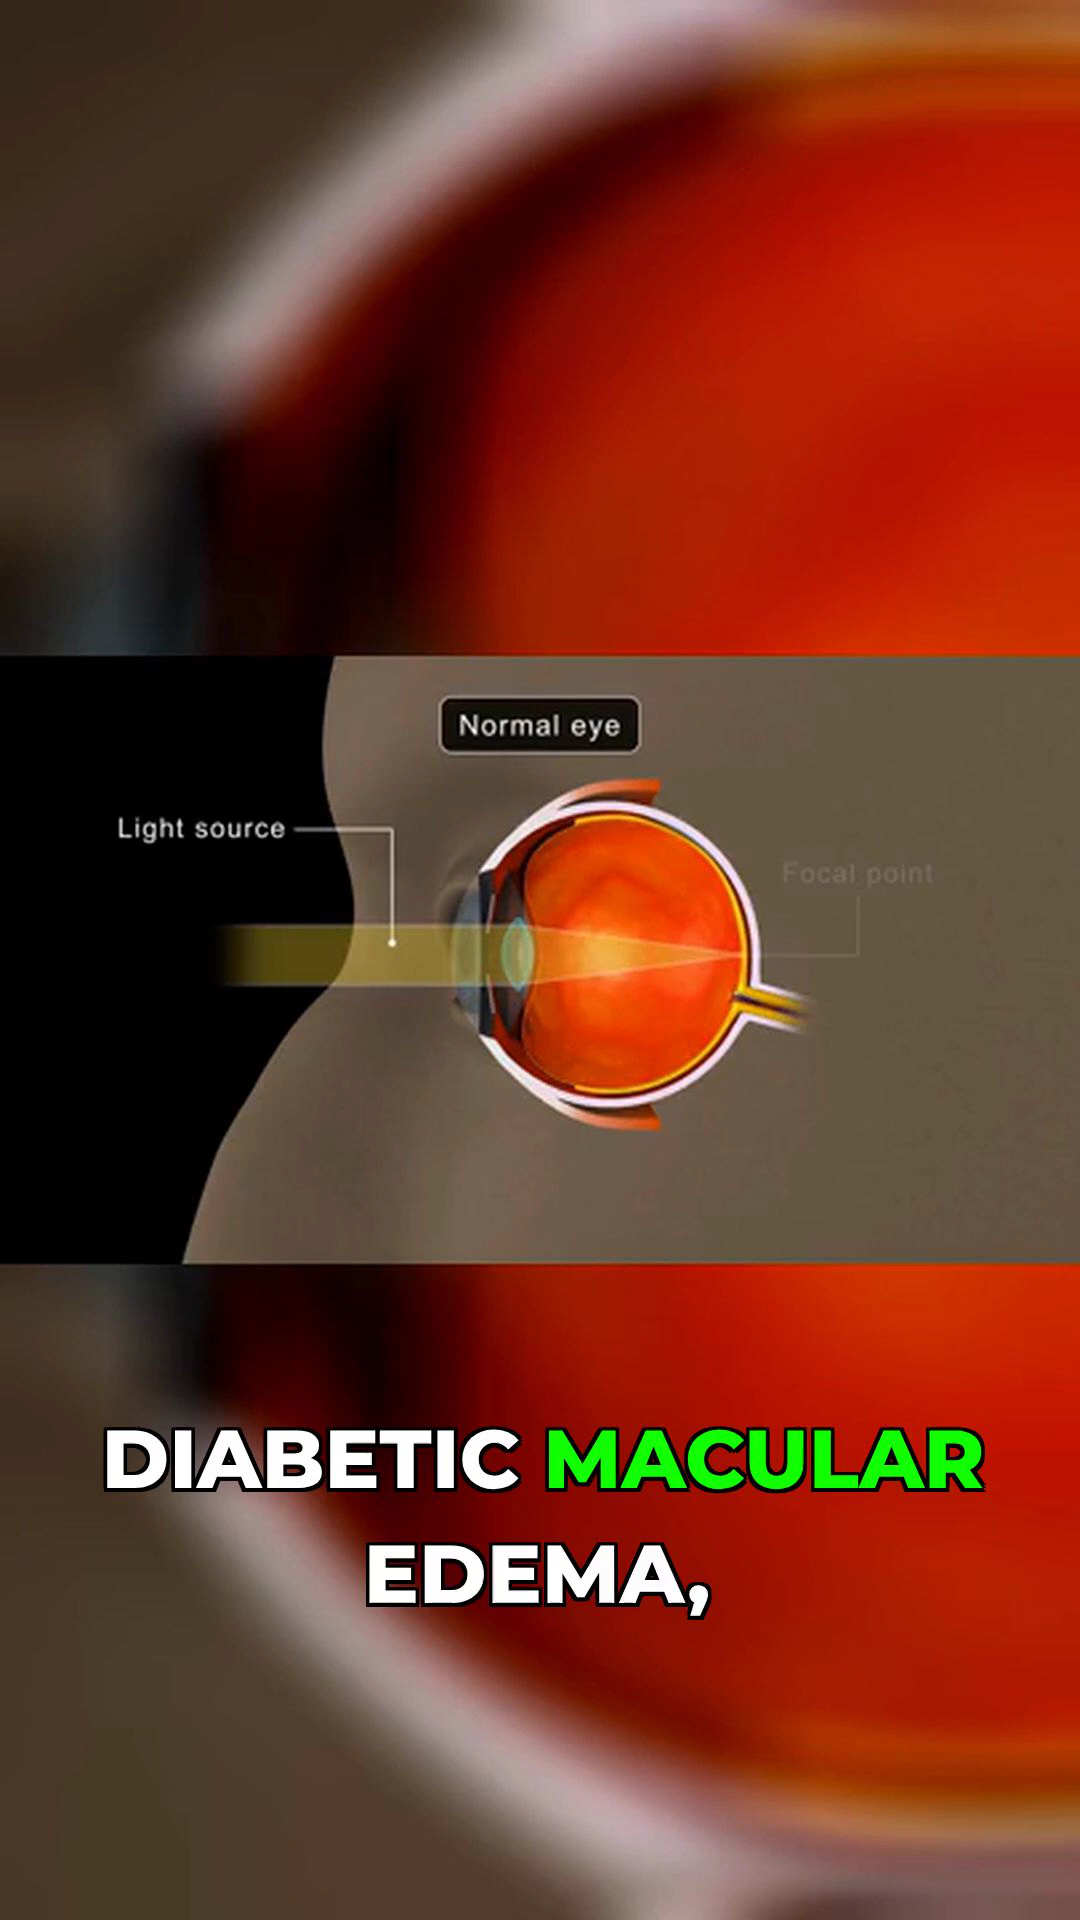 Normal eye
Light source
Focal point
DIABETIC MACULAR
EDEMA,